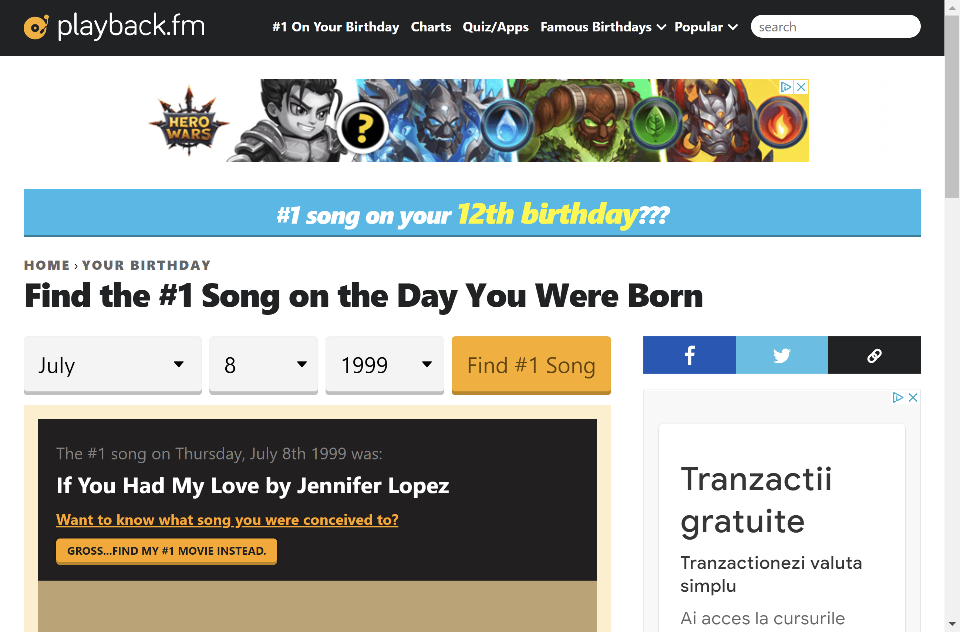 playback.fm
#1 On Your Birthday Charts Quiz/Apps Famous Birthdays Popular search
HERO
WARS
?
#1 song on your 12th birthday???
HOME › YOUR BIRTHDAY
Find the #1 Song on the Day You Were Born
July 8 1999 Find #1 Song
The #1 song on Thursday, July 8th 1999 was:
If You Had My Love by Jennifer Lopez
Want to know what song you were conceived to?
GROSS...FIND MY #1 MOVIE INSTEAD.
Tranzactii
gratuite
Tranzactionezi valuta
simplu
Ai acces la cursurile